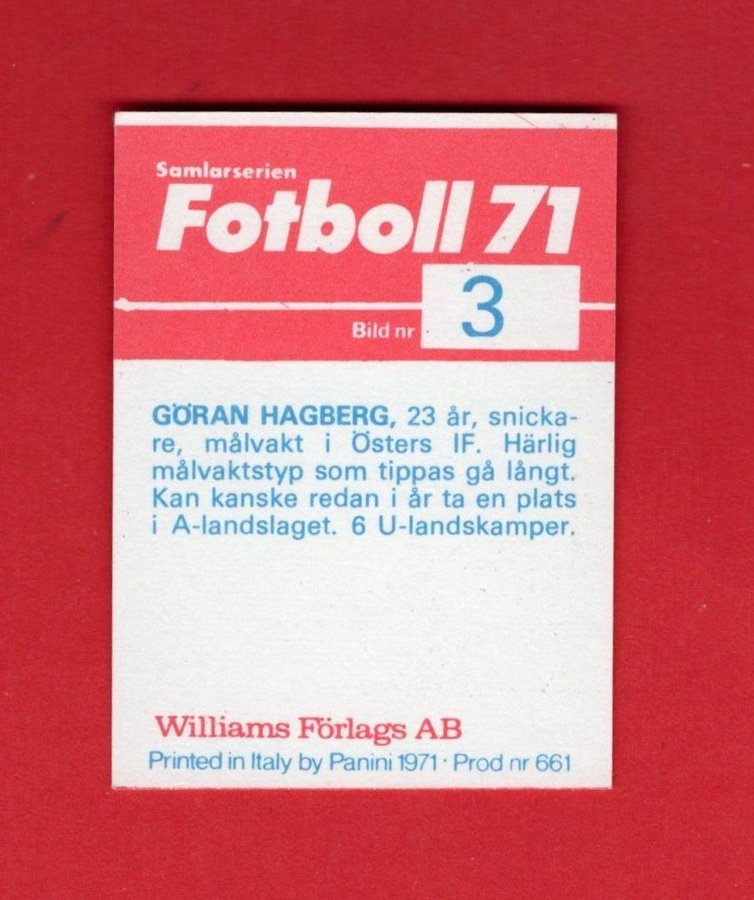 Samlarserien
Fotboll 71
Bild nr 3
GÖRAN HAGBERG, 23 år, snicka-
re, målvakt i Östers IF. Härlig
målvaktstyp som tippas gå långt.
Kan kanske redan i år ta en plats
i A-landslaget. 6 U-landskamper.
Williams Förlags AB
Printed in Italy by Panini 1971 · Prod nr 661